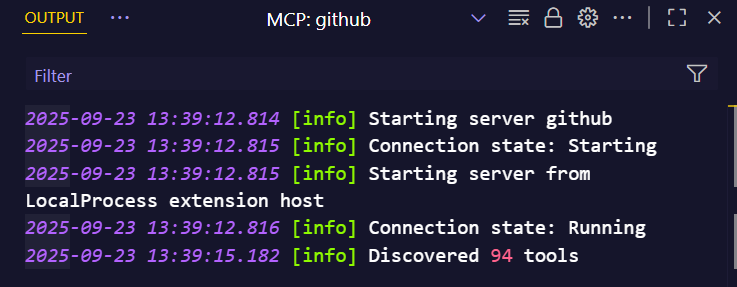 OUTPUT
MCP: github
Filter
2025-09-23 13:39:12.814 [info] Starting server github
2025-09-23 13:39:12.815 [info] Connection state: Starting
2025-09-23 13:39:12.815 [info] Starting server from
LocalProcess extension host
2025-09-23 13:39:12.816 [info] Connection state: Running
2025-09-23 13:39:15.182 [info] Discovered 94 tools